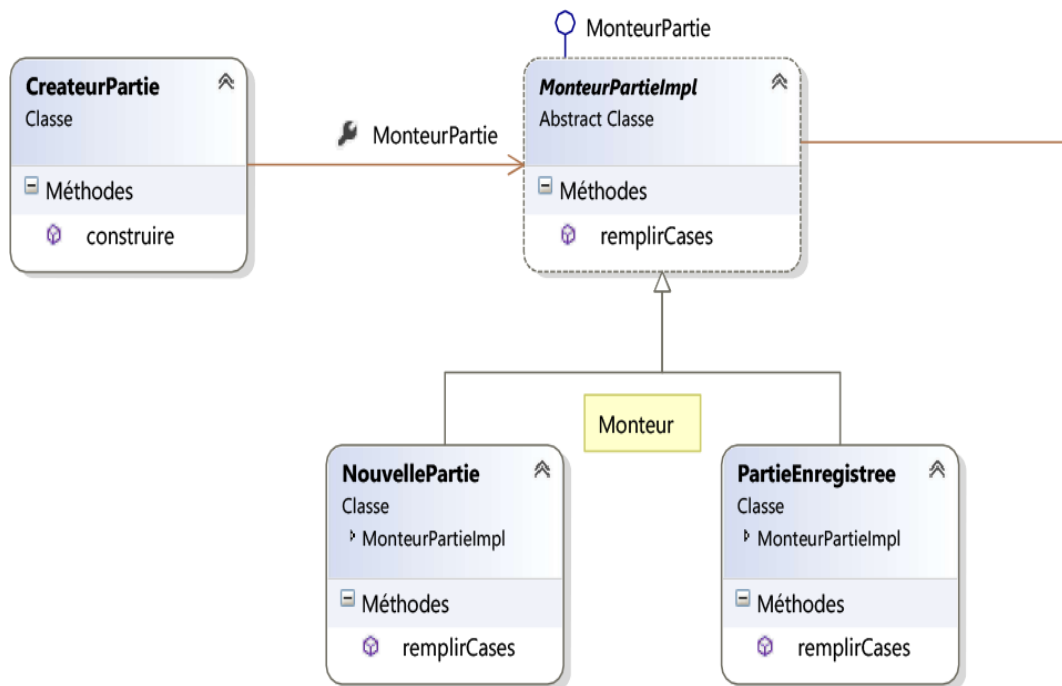 MonteurPartie
CreateurPartie
Classe
Méthodes
construire
MonteurPartie
MonteurPartieImpl
Abstract Classe
Méthodes
remplirCases
Monteur
NouvellePartie
Classe
MonteurPartieImpl
Méthodes
remplirCases
PartieEnregistree
Classe
MonteurPartieImpl
Méthodes
remplirCases